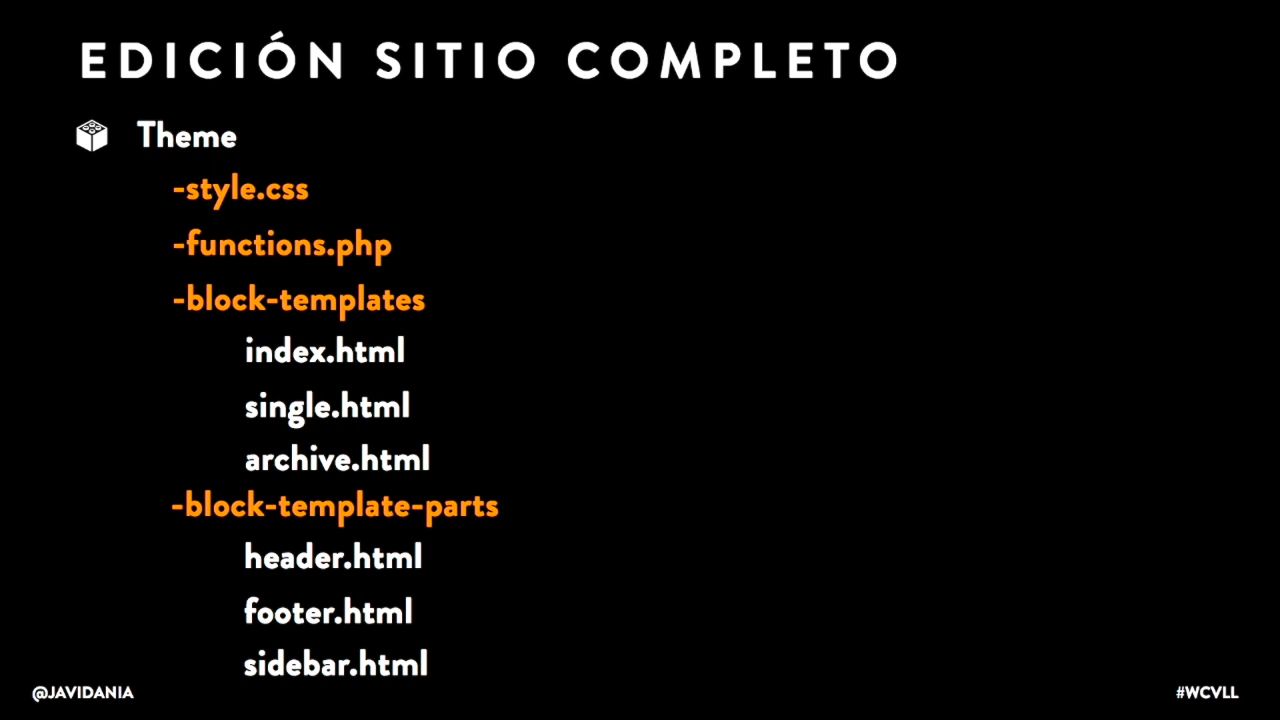 EDICIÓN SITIO COMPLETO
Theme
-style.css
-functions.php
-block-templates
index.html
single.html
archive.html
-block-template-parts
header.html
footer.html
sidebar.html
@JAVIDANIA
#WCVLL